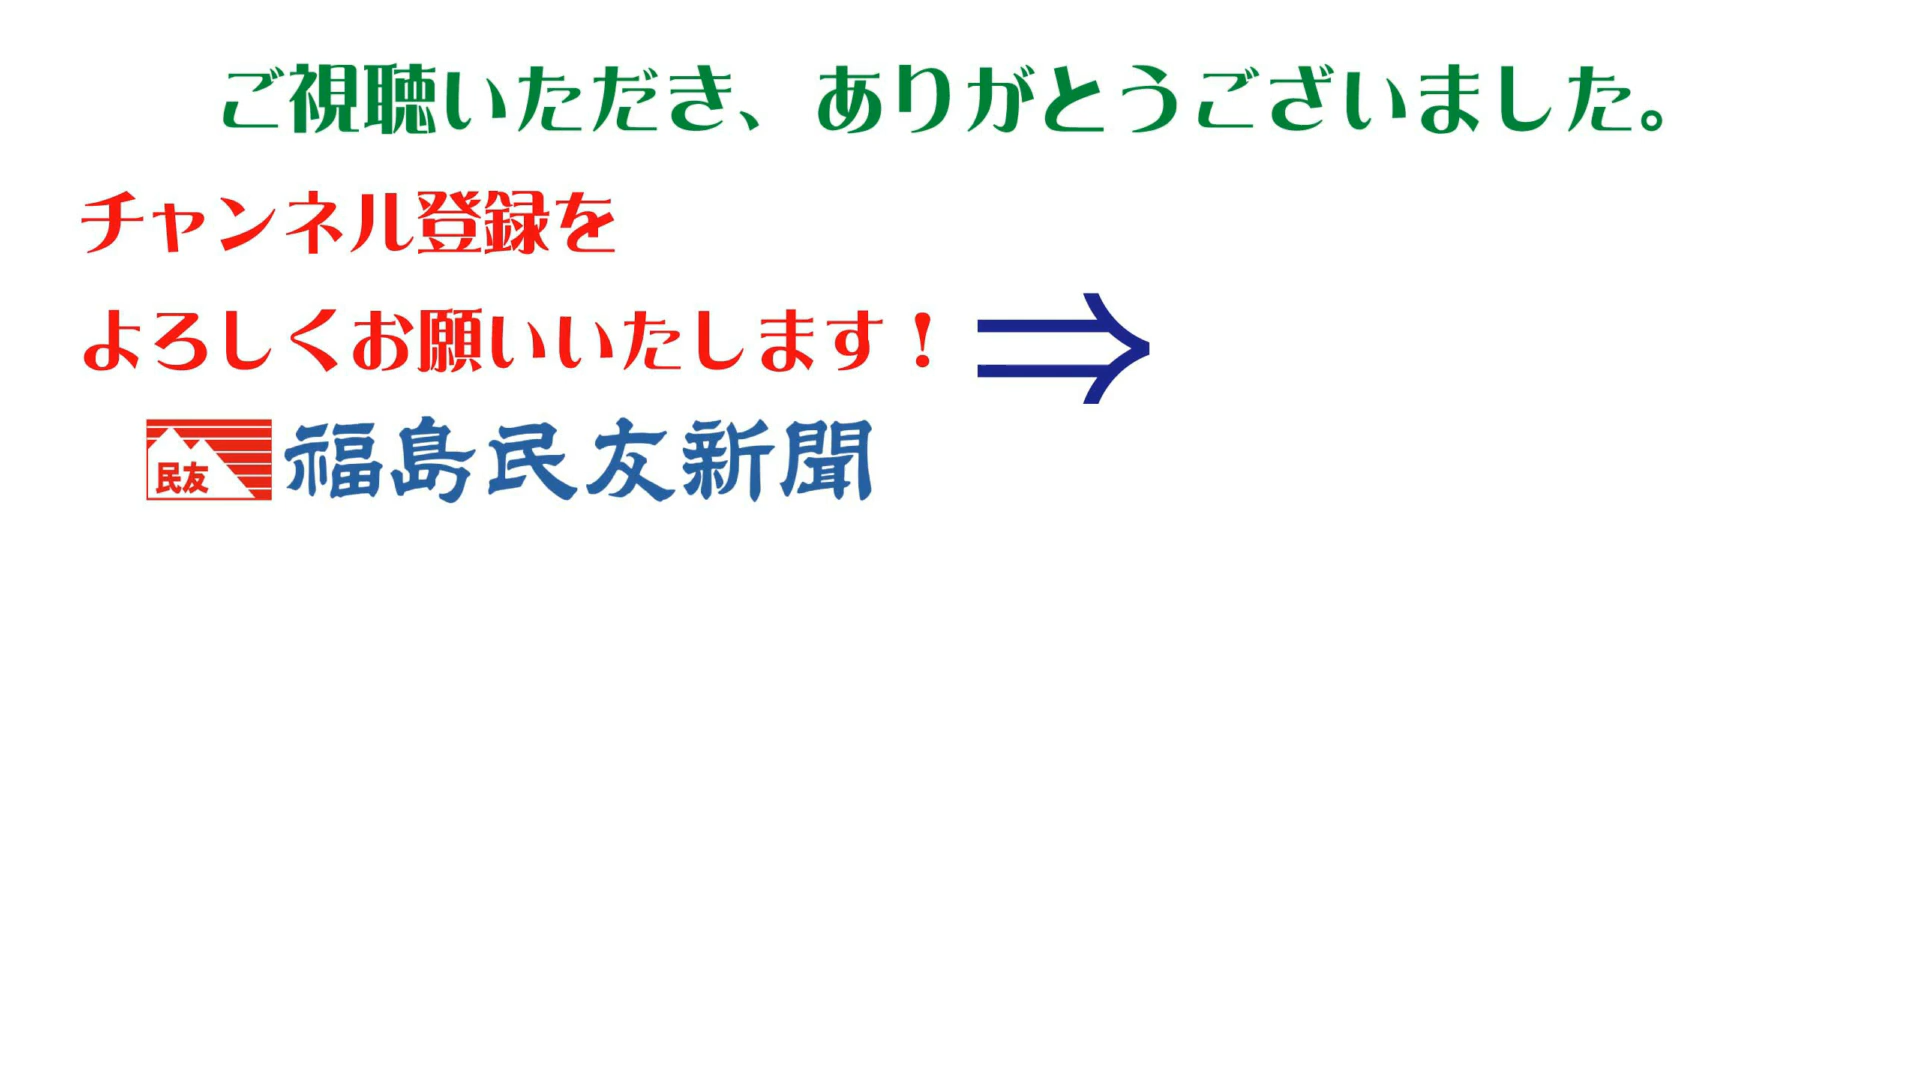 ご視聴いただき、ありがとうございました。
チャンネル登録を
よろしくお願いいたします！⇒
民友 福島民友新聞